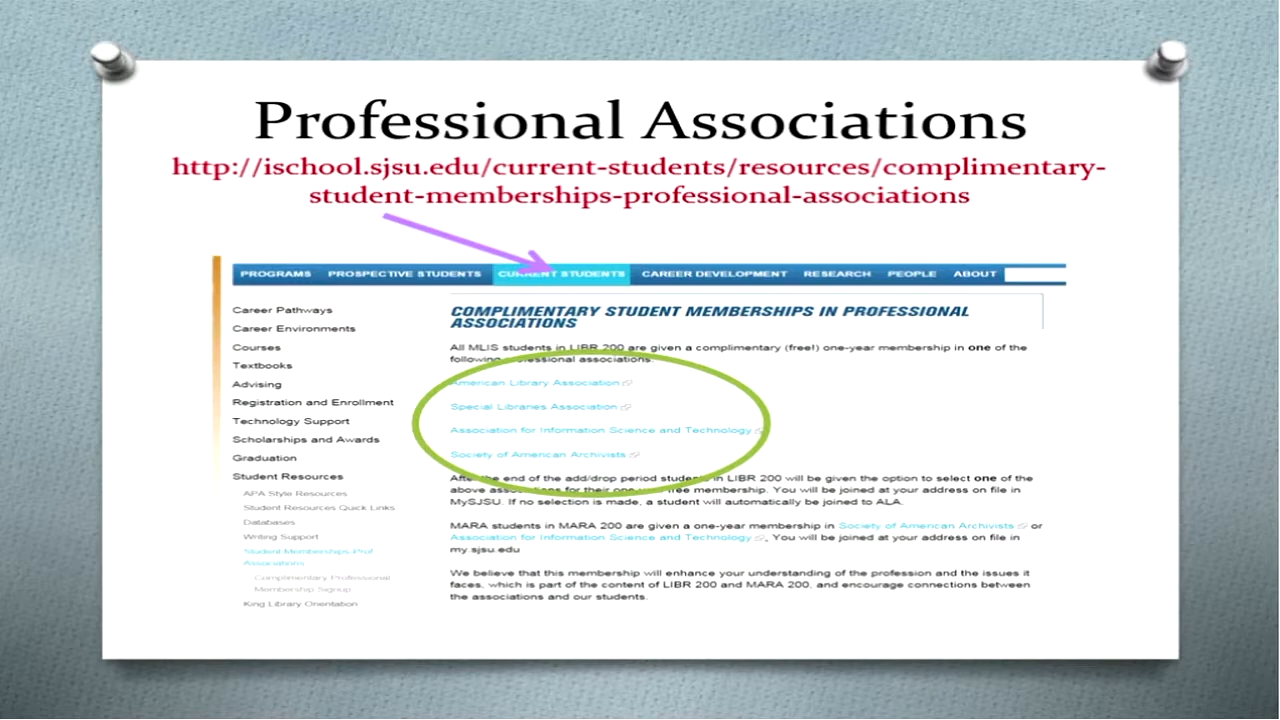 Professional Associations
http://ischool.sjsu.edu/current-students/resources/complimentary-
student-memberships-professional-associations
PROGRAMS PROSPECTIVE STUDENTS CURRENT STUDENTS CAREER DEVELOPMENT RESEARCH PEOPLE ABOUT
Career Pathways
Career Environments
Courses
Textbooks
Advising
Registration and Enrollment
Technology Support
Scholarships and Awards
Graduation
Student Resources
APA Style Resources
Student Resources Quick Links
Databases
Writing Support
Student Memberships-Prof
Associations
Complimentary Professional
Membership Signup
King Library Orientation
COMPLIMENTARY STUDENT MEMBERSHIPS IN PROFESSIONAL
ASSOCIATIONS
All MLIS students in LIBR 200 are given a complimentary (free!) one-year membership in one of the
following professional associations.
American Library Association
Special Libraries Association
Association for Information Science and Technology
Society of American Archivists
After the end of the add/drop period students in LIBR 200 will be given the option to select one of the
above associations for their one-year free membership. You will be joined at your address on file in
MySJSU. If no selection is made, a student will automatically be joined to ALA.
MARA students in MARA 200 are given a one-year membership in Society of American Archivists or
Association for Information Science and Technology. You will be joined at your address on file in
my.sjsu.edu
We believe that this membership will enhance your understanding of the profession and the issues it
faces, which is part of the content of LIBR 200 and MARA 200, and encourage connections between
the associations and our students.